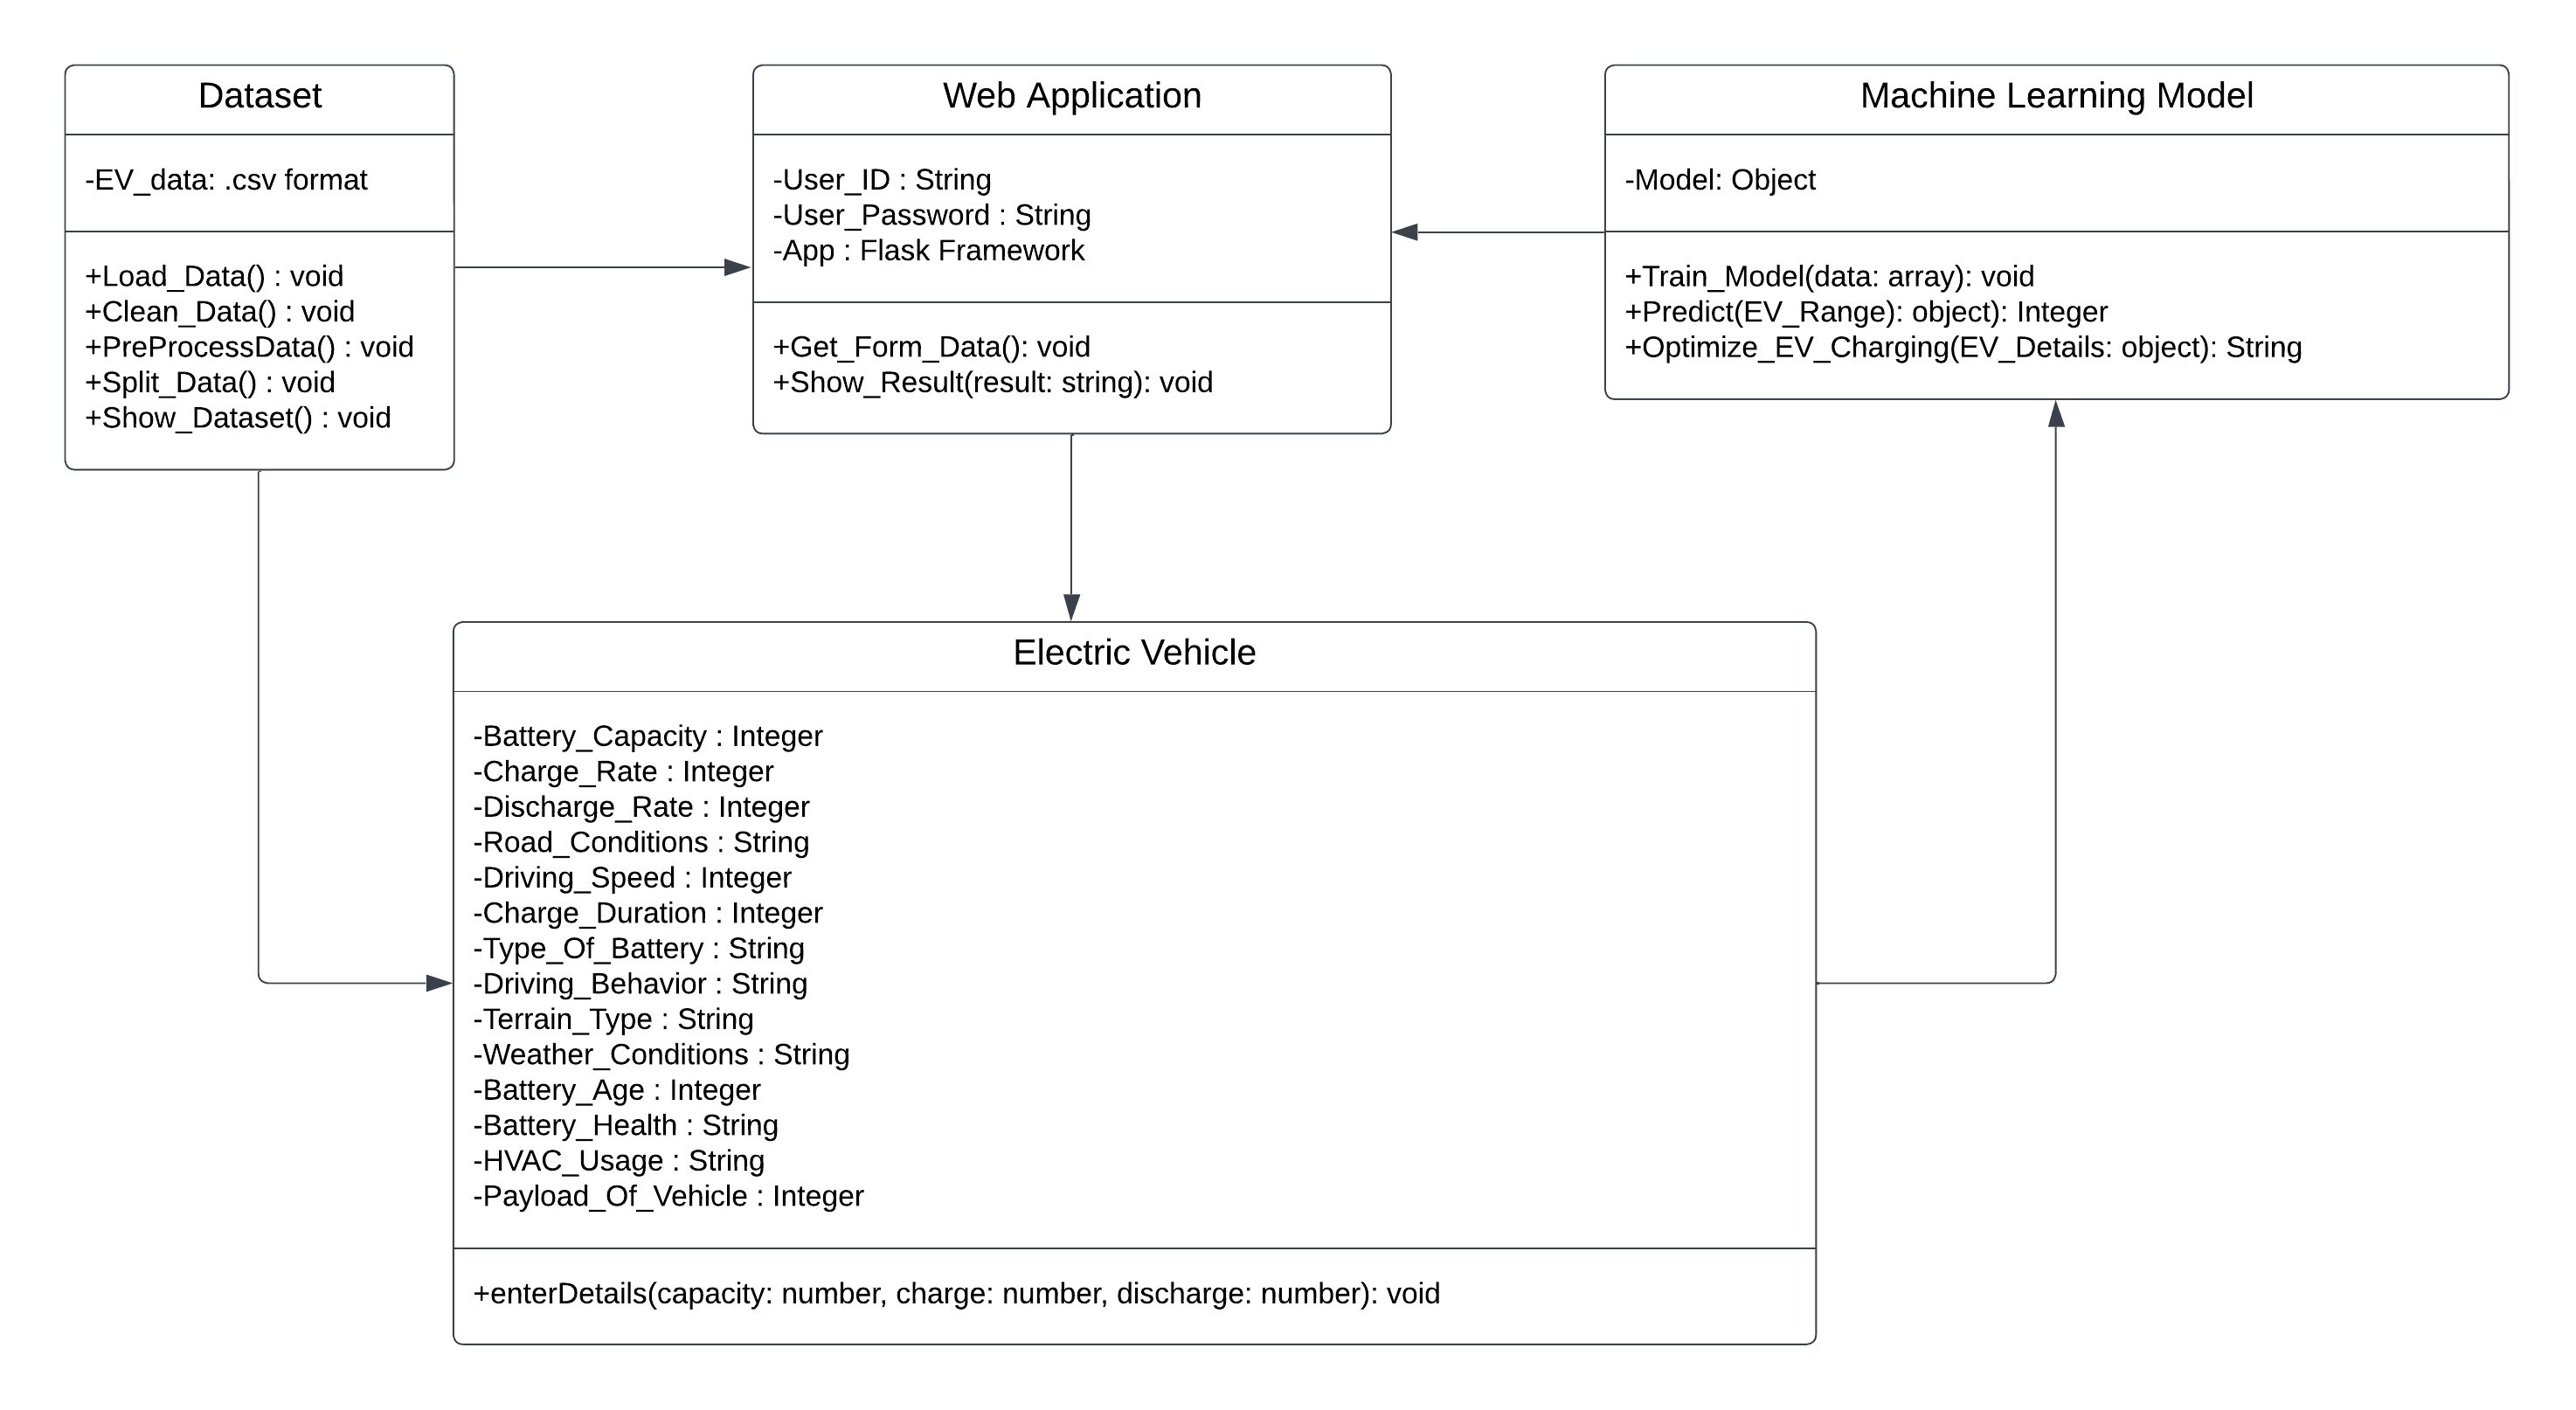 Dataset
-EV_data: .csv format
+Load_Data() : void
+Clean_Data() : void
+PreProcessData() : void
+Split_Data() : void
+Show_Dataset() : void
Web Application
-User_ID : String
-User_Password : String
-App : Flask Framework
+Get_Form_Data(): void
+Show_Result(result: string): void
Machine Learning Model
-Model: Object
+Train_Model(data: array): void
+Predict(EV_Range): object): Integer
+Optimize_EV_Charging(EV_Details: object): String
Electric Vehicle
-Battery_Capacity : Integer
-Charge_Rate : Integer
-Discharge_Rate : Integer
-Road_Conditions : String
-Driving_Speed : Integer
-Charge_Duration : Integer
-Type_Of_Battery : String
-Driving_Behavior : String
-Terrain_Type : String
-Weather_Conditions : String
-Battery_Age : Integer
-Battery_Health : String
-HVAC_Usage : String
-Payload_Of_Vehicle : Integer
+enterDetails(capacity: number, charge: number, discharge: number): void